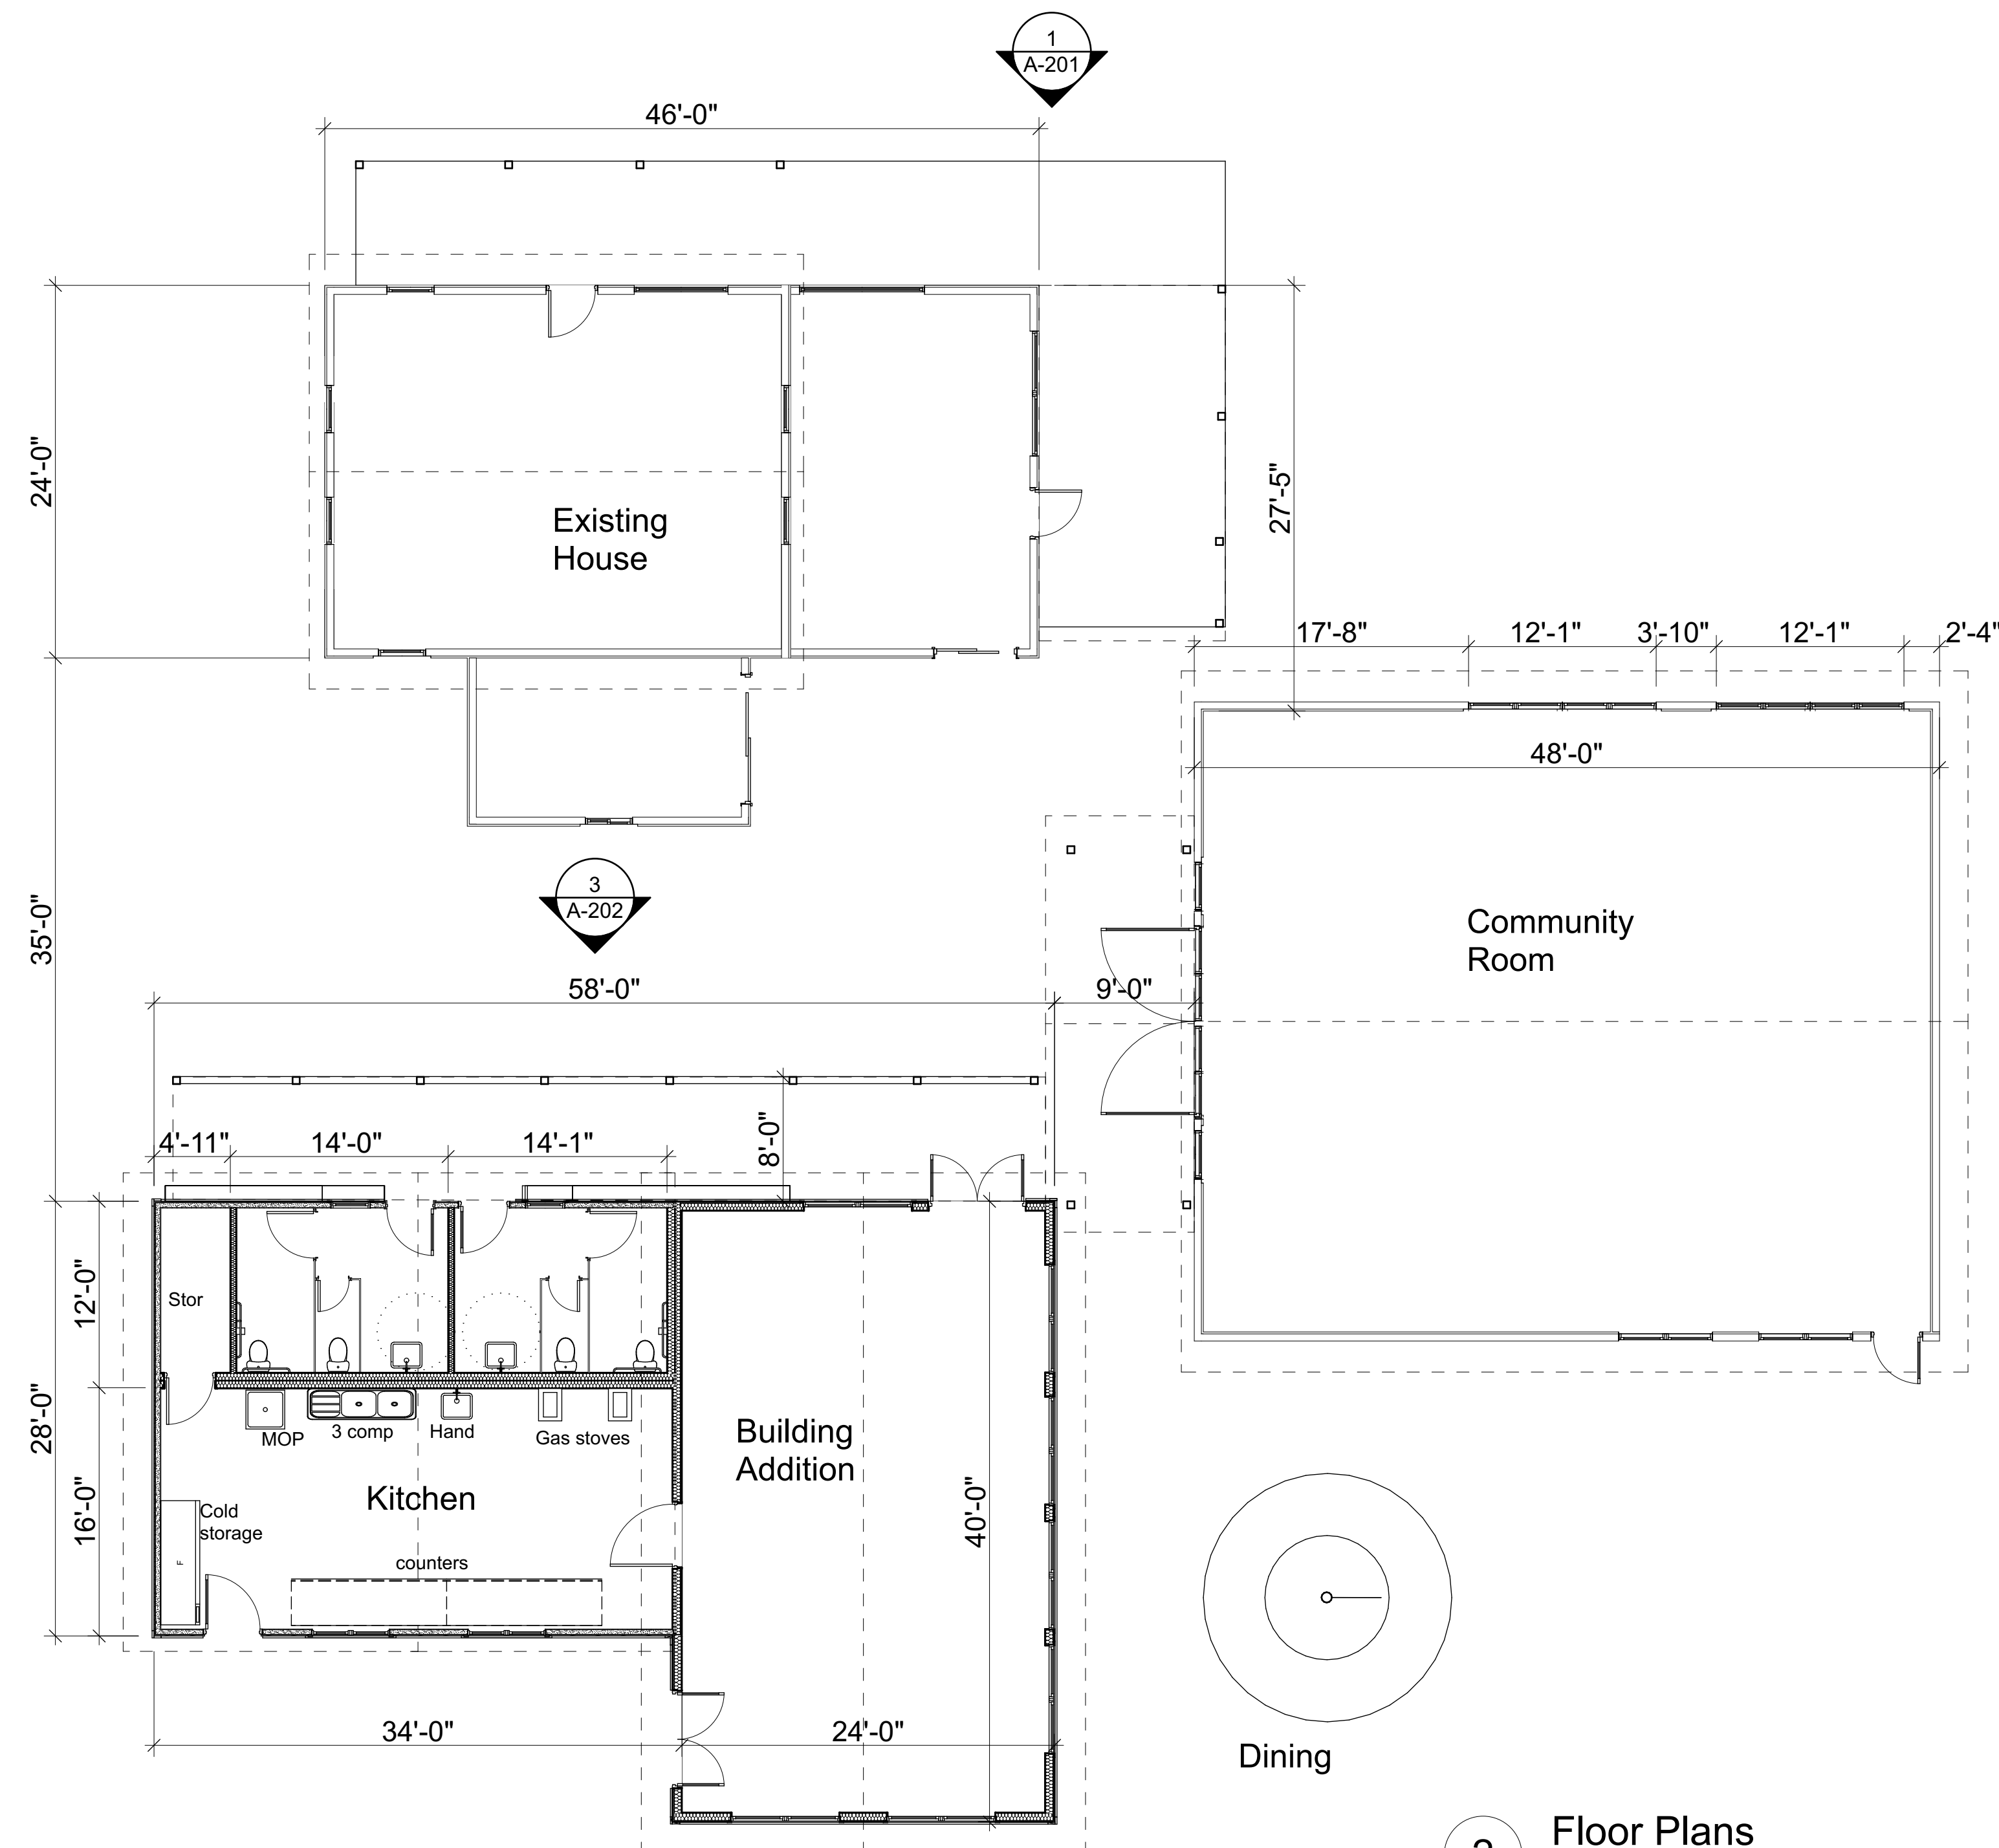 1
A-201
46'-0"
24'-0"
27'-5"
Existing
House
17'-8"
12'-1"
3'-10"
12'-1"
2'-4"
48'-0"
3
A-202
35'-0"
Community
Room
58'-0"
9'-0"
8'-0"
4'-11"
14'-0"
14'-1"
12'-0"
Stor
28'-0"
16'-0"
MOP
3 comp
Hand
Gas stoves
Building
Addition
Kitchen
Cold
storage
F
counters
40'-0"
34'-0"
24'-0"
Dining
Floor Plans